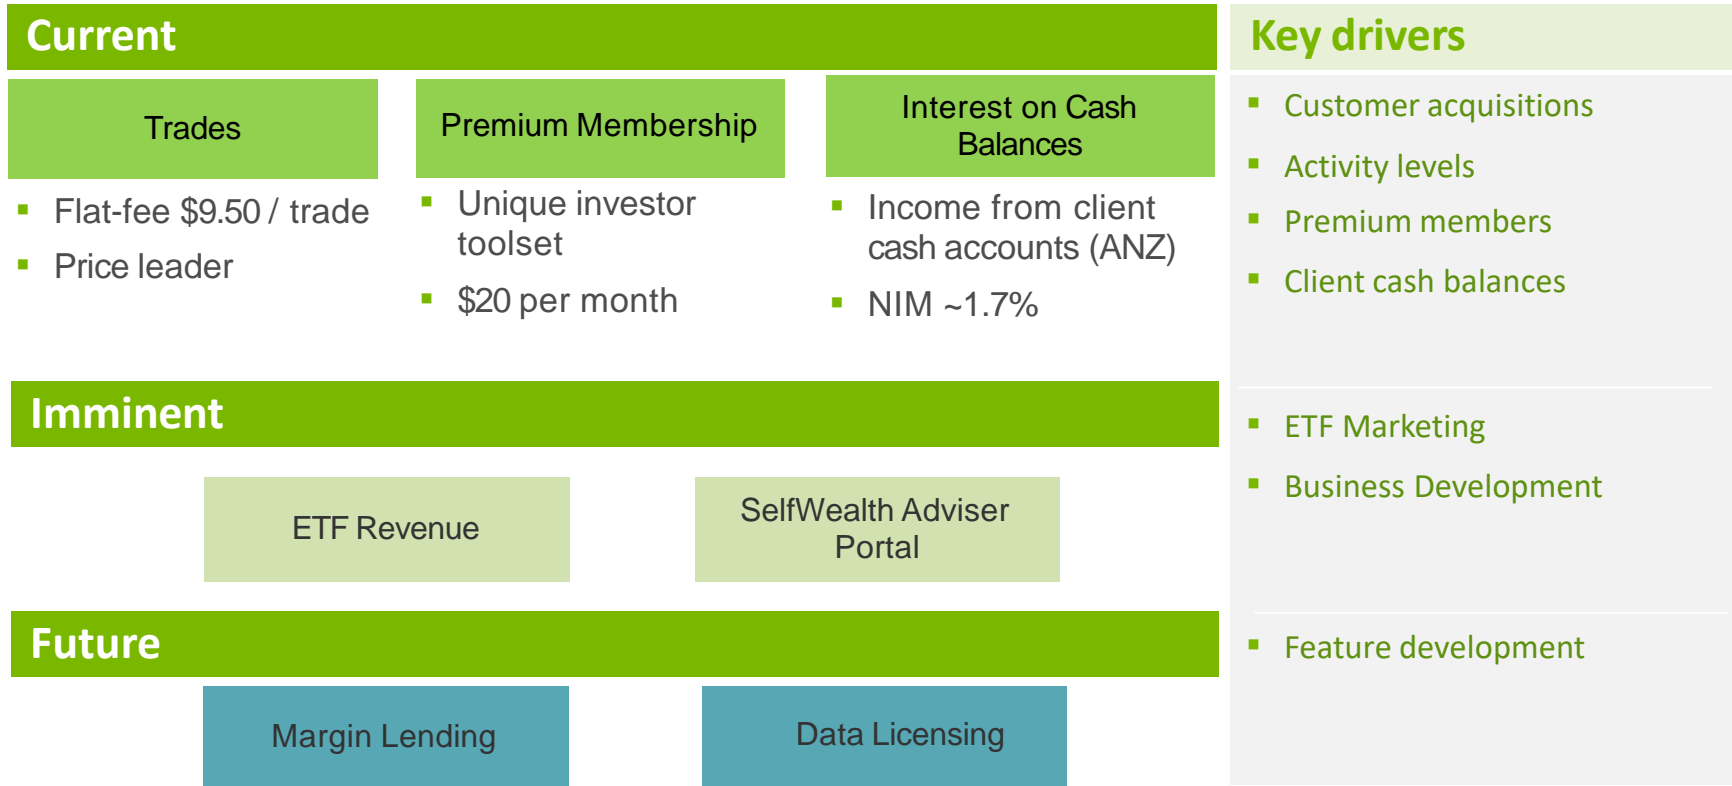 Current
Trades
▪ Flat-fee $9.50 / trade
▪ Price leader
Premium Membership
▪ Unique investor
toolset
▪ $20 per month
Interest on Cash
Balances
▪ Income from client
cash accounts (ANZ)
▪ NIM ~1.7%
Imminent
ETF Revenue
SelfWealth Adviser
Portal
Future
Margin Lending
Data Licensing
Key drivers
▪ Customer acquisitions
▪ Activity levels
▪ Premium members
▪ Client cash balances
▪ ETF Marketing
▪ Business Development
▪ Feature development